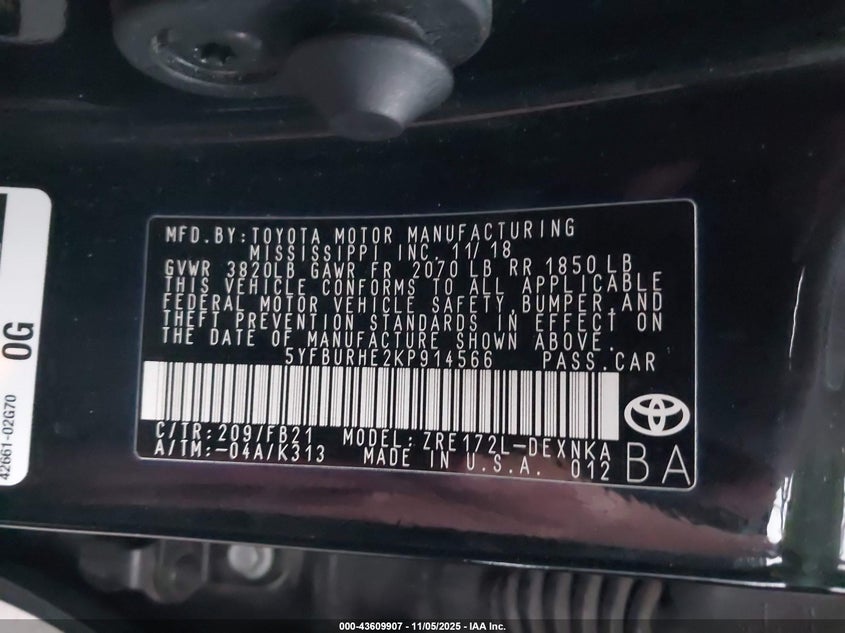 MFD.BY:TOYOTA MOTOR MANUFACTURING
MISSISSIPPI INC. 11/18
GVWR 3820LB GAWR FR 2070 LB RR 1850 LB
THIS VEHICLE CONFORMS TO ALL APPLICABLE
FEDERAL MOTOR VEHICLE SAFETY,BUMPER,AND
THEFT PREVENTION STANDARDS IN EFFECT ON
THE DATE OF MANUFACTURE SHOWN ABOVE.
5YFBURHE2KP914566 PASS.CAR
C/TR:209/FB21 MODEL: ZRE172L-DEXNKA
A/TM:-04A/K313 MADE IN U.S.A. 012
BA
0G
42661-02G70
000-43609907 - 11/05/2025 - IAA Inc.